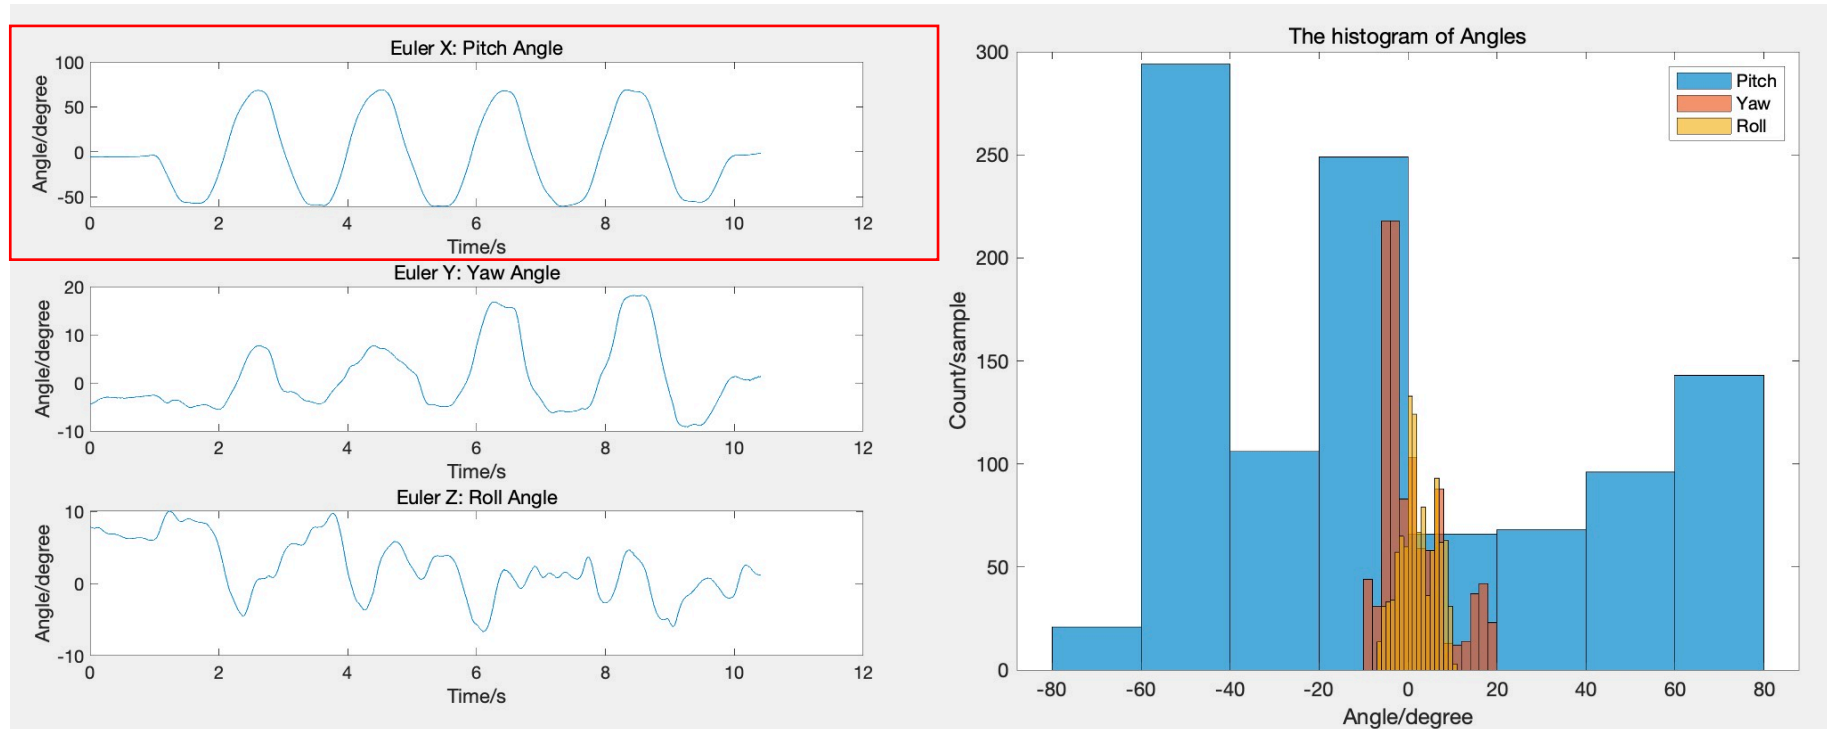 Euler X: Pitch Angle
Angle/degree
100
50
0
-50
0 2 4 6 8 10 12
Time/s
Euler Y: Yaw Angle
Angle/degree
20
10
0
-10
0 2 4 6 8 10 12
Time/s
Euler Z: Roll Angle
Angle/degree
10
0
-10
0 2 4 6 8 10 12
Time/s
The histogram of Angles
Count/sample
300
250
200
150
100
50
0
Pitch
Yaw
Roll
-80 -60 -40 -20 0 20 40 60 80
Angle/degree